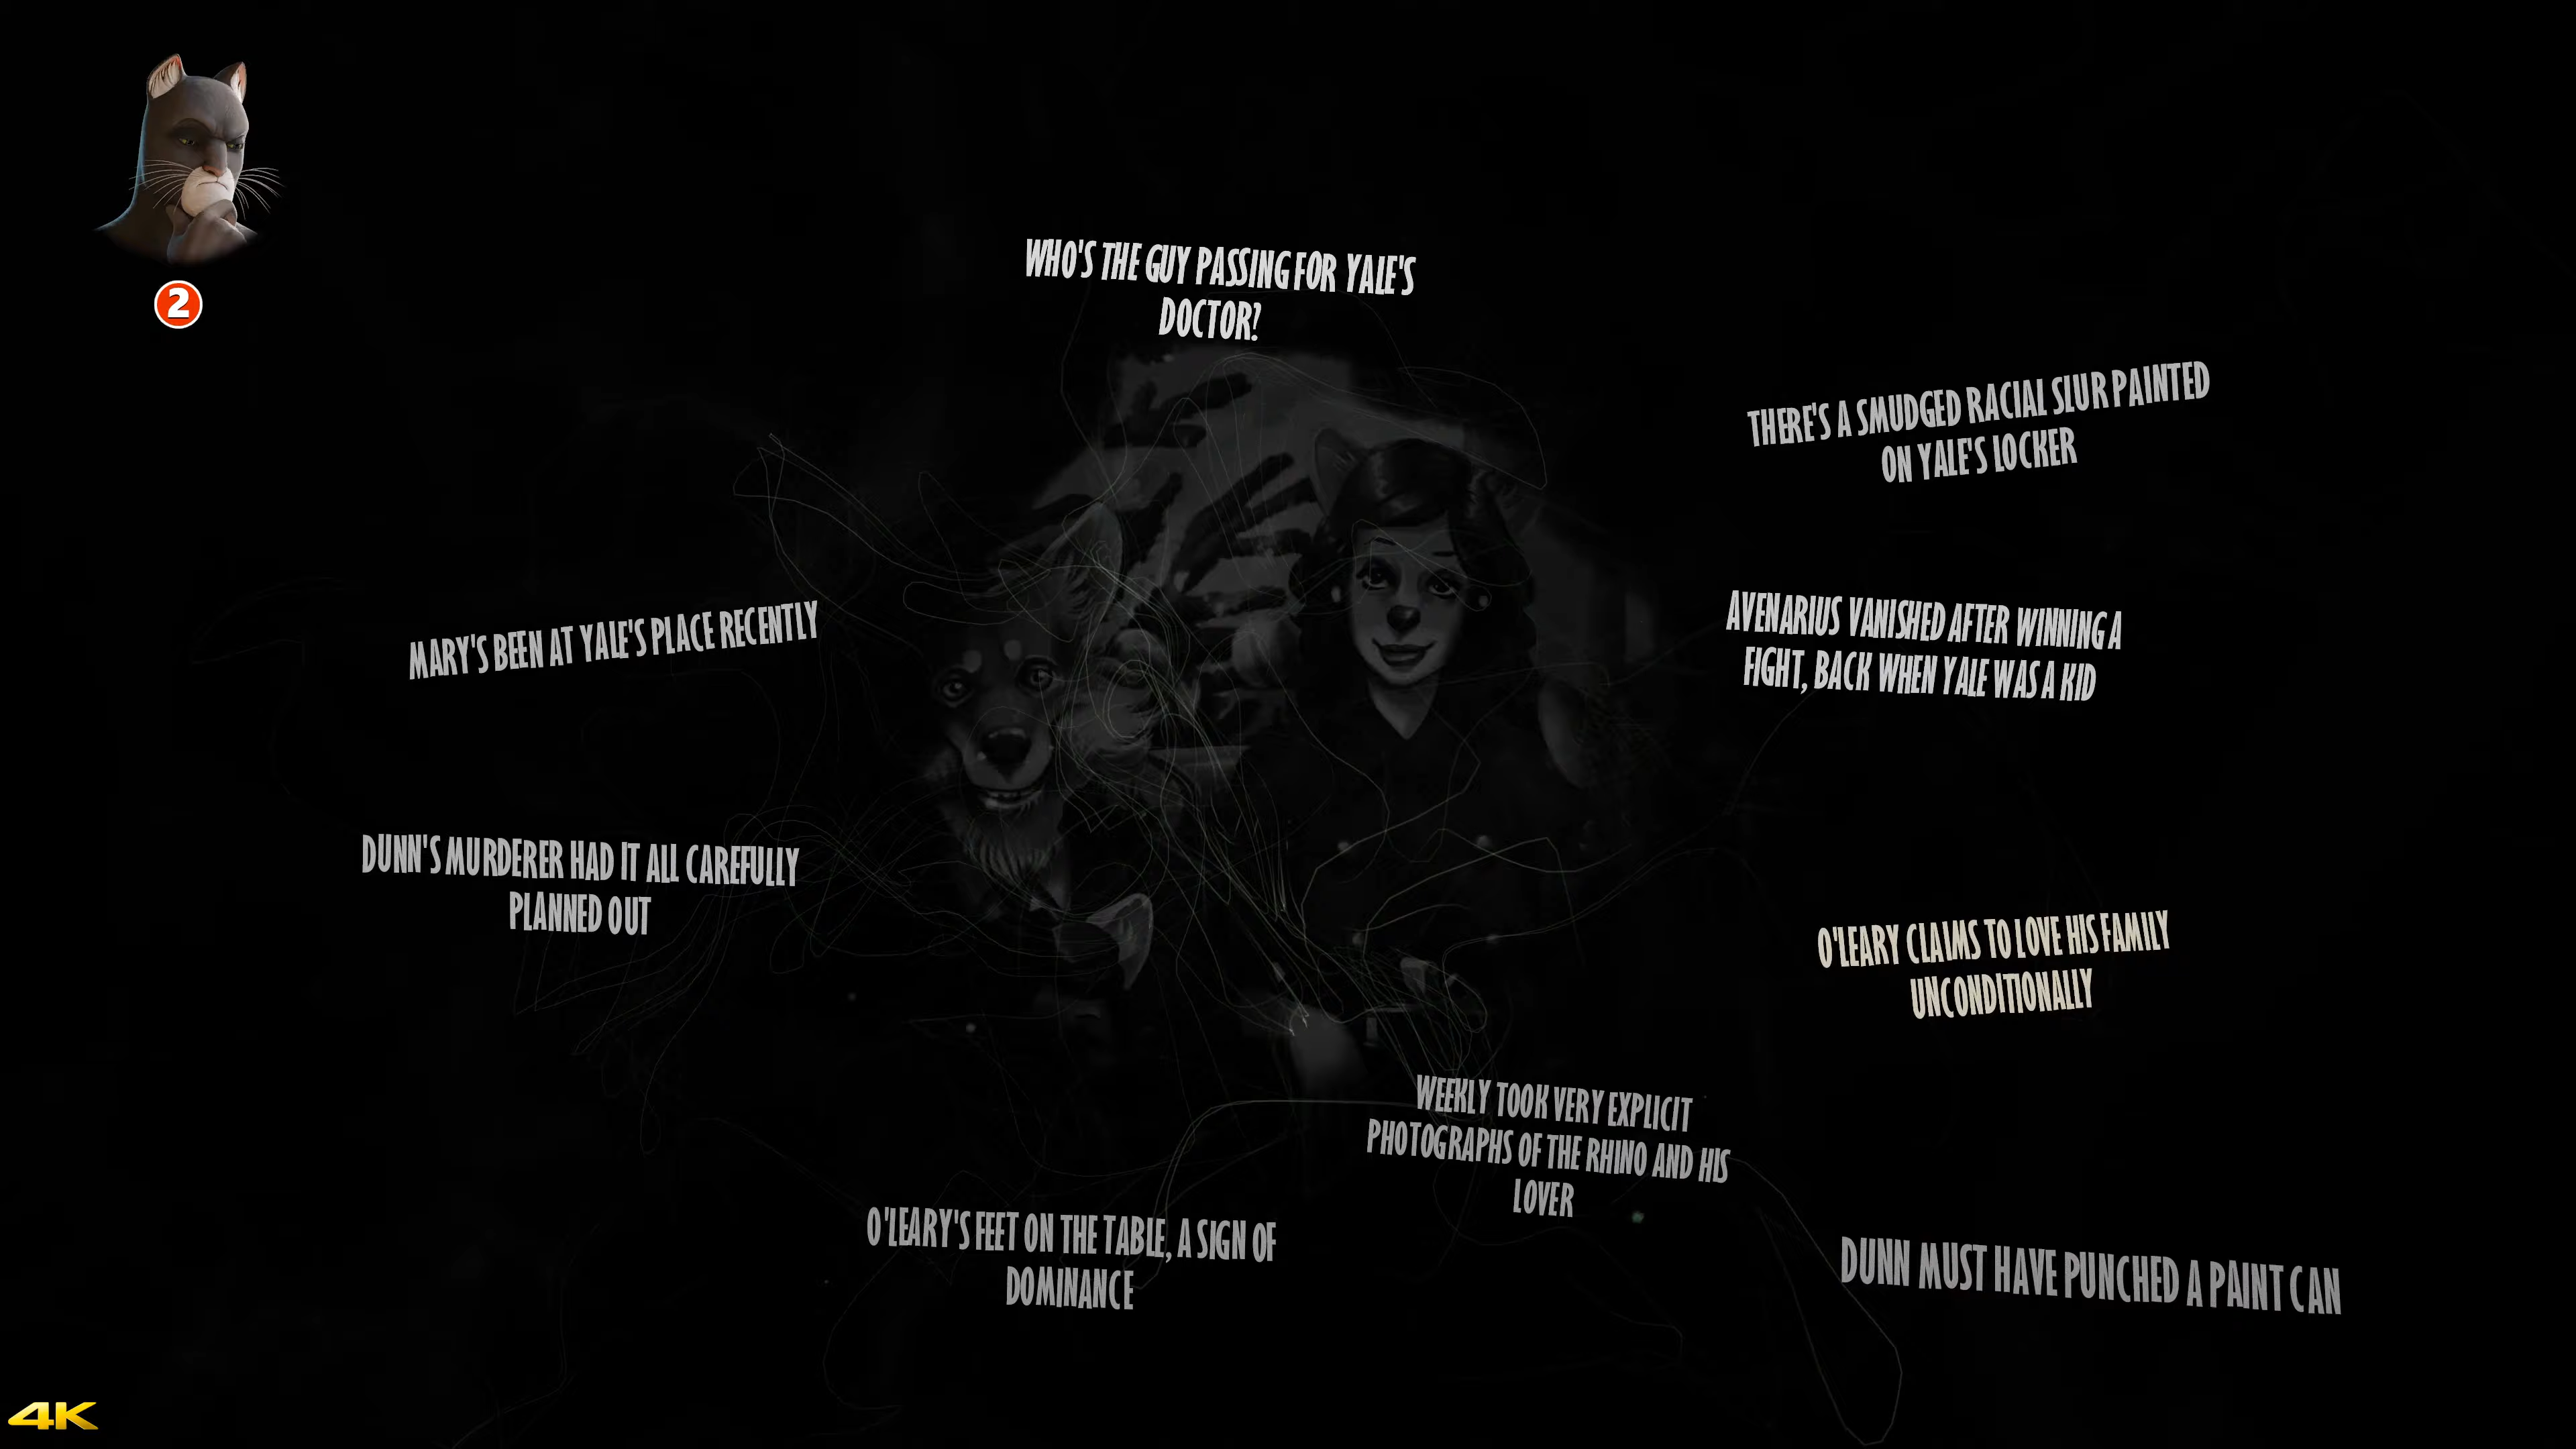 2
WHO'S THE GUY PASSING FOR YALE'S
DOCTOR?
THERE'S A SMUDGED RACIAL SLUR PAINTED
ON YALE'S LOCKER
MARY'S BEEN AT YALE'S PLACE RECENTLY
AVENARIUS VANISHED AFTER WINNING A
FIGHT, BACK WHEN YALE WAS A KID
DUNN'S MURDERER HAD IT ALL CAREFULLY
PLANNED OUT
O'LEARY CLAIMS TO LOVE HIS FAMILY
UNCONDITIONALLY
WEEKLY TOOK VERY EXPLICIT
PHOTOGRAPHS OF THE RHINO AND HIS
LOVER
O'LEARY'S FEET ON THE TABLE, A SIGN OF
DOMINANCE
DUNN MUST HAVE PUNCHED A PAINT CAN
4K